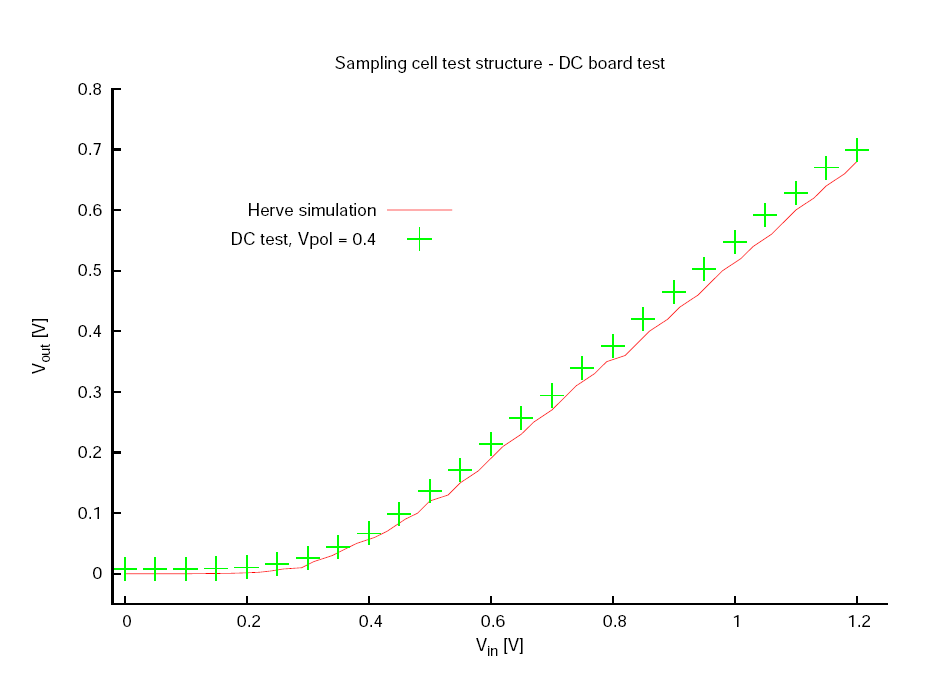 Sampling cell test structure - DC board test
0.8
0.7
0.6
0.5
0.4
0.3
0.2
0.1
0
Herve simulation
DC test, Vpol = 0.4
Vout [V]
0 0.2 0.4 0.6 0.8 1 1.2
Vin [V]